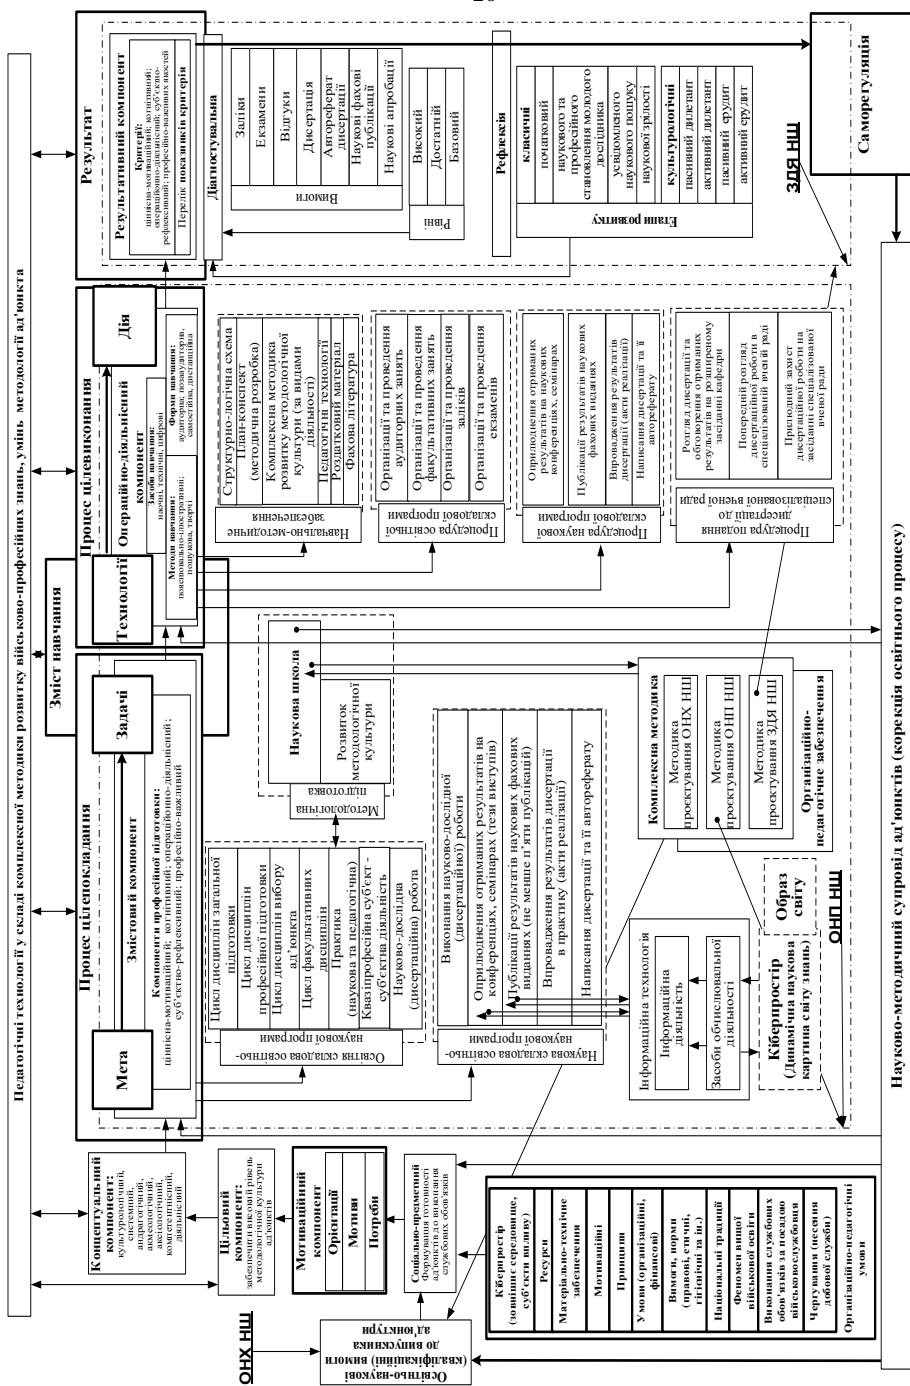 Педагогічні технології у складі комплексної методики розвитку військово-професійних знань, умінь методології ад'юнкта
Зміст навчання
ОНХ НШ
Освітньо-наукові
(кваліфікаційні) вимоги
до випускника
ад'юнктури
Концептуальний
компонент:
культурологічний,
системний,
андрагогічний,
акмеологічний,
аксіологічний,
компетентнісний,
діяльнісний
Цільовий
компонент:
забезпечити високий рівень
методологічної культури
ад'юнктів
Мотиваційний
компонент
Орієнтації
Мотиви
Потреби
Соціально-предметний
Формування готовності
ад'юнктів до виконання
службових обов'язків
Кіберпростір
(зовнішнє середовище,
суб'єкти впливу)
Ресурси
Матеріально-технічне
забезпечення
Мотиваційні
Принципи
Умови (організаційні,
фінансові)
Вимоги, норми
(правові, етичні,
гігієнічні та ін.)
Національні традиції
Феномен вищої
військової освіти
Виконання службових
обов'язків за посадою
військовослужбовця
Чергування (несення
добової служби)
Організаційно-педагогічні
умови
Процес цілепокладання
Мета
Задачі
Змістовий компонент
Компоненти професійної підготовки:
ціннісна-мотиваційний; когнітивний; операційонно-діяльнісний;
суб'єктно-рефлексивний; професійно-важливий
Освітня складова освітньо-
наукової програми
Цикл дисциплін загальної
підготовки
Цикл дисциплін
професійної підготовки
Цикл дисциплін вибору
ад'юнкта
Цикл факультативних
дисциплін
Практика
(наукова та педагогічна)
Квазіпрофесійна суб'єкт -
суб'єктна діяльність
Науково-дослідна
(дисертаційна) робота
Методологічна
підготовка
Наукова школа
Розвиток
методологічної
культури
Наукова складова освітньо-
наукової програми
Виконання науково-дослідної
(дисертаційної) роботи
Оприлюднення отриманих результатів на
конференціях, семінарах (тези виступів)
Публікації результатів наукових фахових
виданнях (не менше п'яти публікацій)
Впровадження результатів дисертації
в практику (акти реалізації)
Написання дисертації та її автореферату
Інформаційна технологія
Інформаційна
діяльність
Засоби обчислювальної
діяльності
Кіберпростір
(Динамічна наукова
картина світу знань)
Образ
світу
ОНП НШ
Комплексна методика
Методика
проєктування ОНХ НШ
Методика
проєктування ОНП НШ
Методика
проєктування ЗДЯ НШ
Організаційно-
педагогічне забезпечення
Процес цілевиконання
Технології
Дія
Операційно-діяльнісний
компонент
Засоби навчання:
наочні, технічні, цифрові
Методи навчання:
пояснювально-ілюстративні;
пошукова, творчі
Форми навчання:
аудиторна; позааудиторна,
самостійна, дистанційна
Навчально-методичне
забезпечення
Структурно-логічна схема
План-конспект
(методична розробка)
Комплексна методика
розвитку методологічної
культури (за видами
діяльності)
Педагогічні технології
Роздатковий матеріал
Фахова література
Процедура освітньої
складової програми
Організація та проведення
аудиторних занять
Організація та проведення
факультативних занять
Організація та проведення
заліків
Організація та проведення
екзаменів
Процедура наукової
складової програми
Оприлюднення отриманих
результатів на наукових
конференціях, семінарах
Публікації результатів наукових
фахових виданнях
Впровадження результатів
дисертації (акти реалізації)
Написання дисертації та її
автореферату
Процедура подання
дисертації до
спеціалізованої вченої ради
Розгляд дисертації та
обговорення отриманих
результатів на розширеному
засіданні кафедри
Попередній розгляд
дисертаційної роботи в
спеціалізованій вченій раді
Прилюдний захист
дисертаційної роботи на
засіданні спеціалізованої
вченої ради
Результат
Результативний компонент
Критерії:
ціннісна-мотиваційний; когнітивний;
операційонно-діяльнісний; суб'єктно-
рефлексивний; професійно-важливих якостей
Перелік показників критерія
Діагностувальна
Вимоги
Заліки
Екзамени
Відгуки
Дисертація
Автореферат
дисертації
Наукові фахові
публікації
Наукові апробації
Рівні
Високий
Достатній
Базовий
Рефлексія
Етапи розвитку
класичні
початковий
наукового та
професійного
становлення молодого
дослідника
усвідомленого
наукового пошуку
наукової зрілості
культурологічні
пасивний дилетант
активний дилетант
пасивний ерудит
активний ерудит
ЗДЯ НШ
Саморегуляція
Науково-методичний супровід ад'юнктів (корекція освітнього процесу)